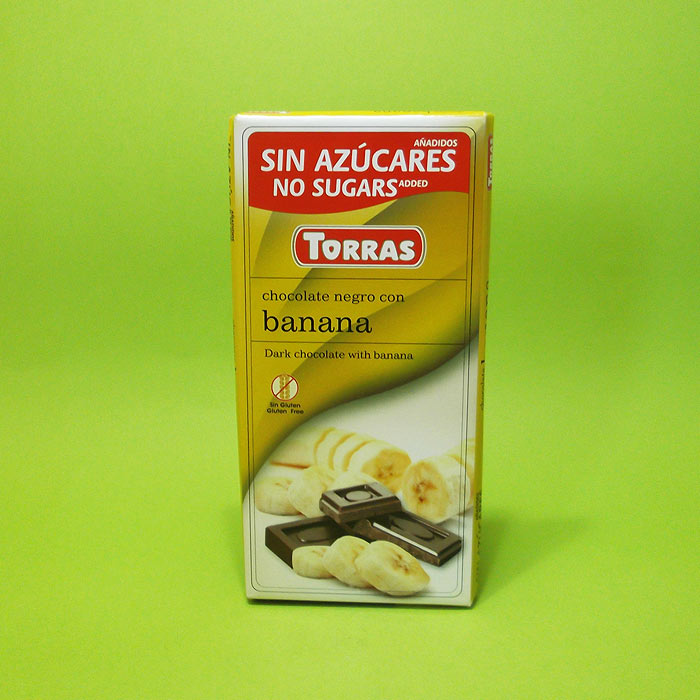 AÑADIDOS
SIN AZÚCARES
NO SUGARS ADDED
TORRAS
chocolate negro con
banana
Dark chocolate with banana
Sin Gluten
Gluten Free
TORRAS